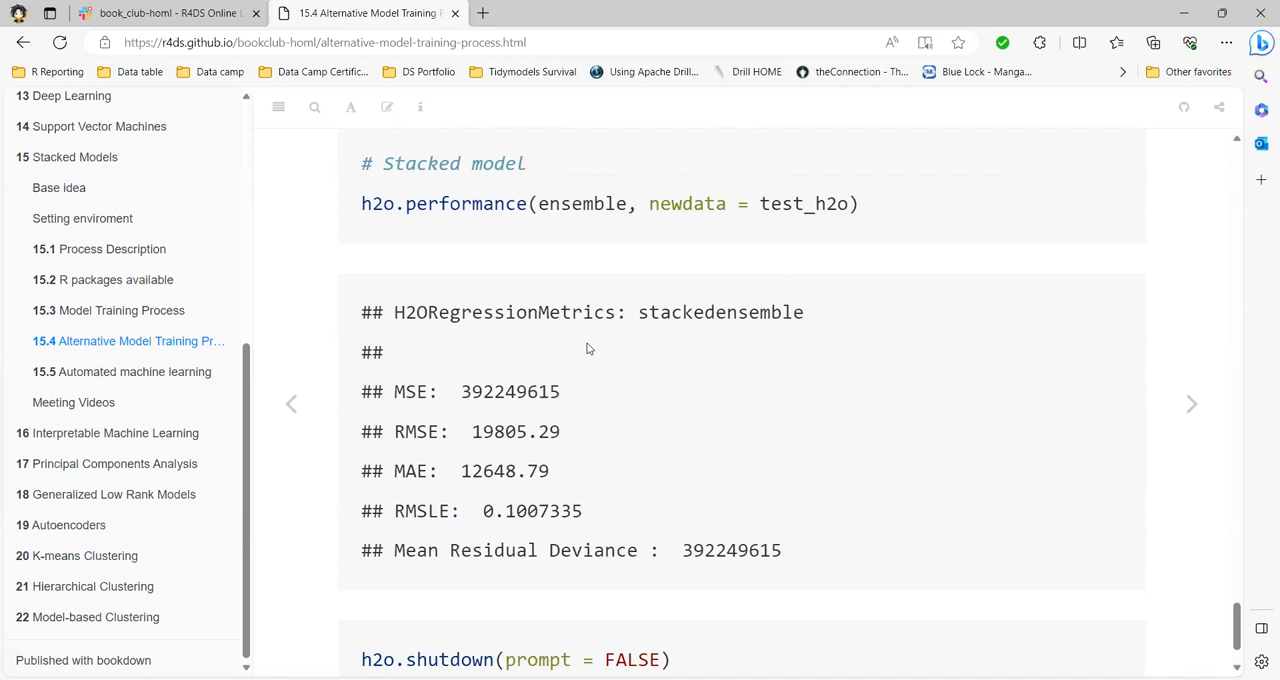 book_club-homl - R4DS Online L
15.4 Alternative Model Training P
https://r4ds.github.io/bookclub-homl/alternative-model-training-process.html
R Reporting
Data table
Data camp
Data Camp Certific...
DS Portfolio
Tidymodels Survival
Using Apache Drill...
Drill HOME
theConnection - Th...
Blue Lock - Manga...
Other favorites
13 Deep Learning
14 Support Vector Machines
15 Stacked Models
Base idea
Setting enviroment
15.1 Process Description
15.2 R packages available
15.3 Model Training Process
15.4 Alternative Model Training Pr...
15.5 Automated machine learning
Meeting Videos
16 Interpretable Machine Learning
17 Principal Components Analysis
18 Generalized Low Rank Models
19 Autoencoders
20 K-means Clustering
21 Hierarchical Clustering
22 Model-based Clustering
Published with bookdown
# Stacked model
h2o.performance(ensemble, newdata = test_h2o)
## H2ORegressionMetrics: stackedensemble
##
## MSE:  392249615
## RMSE:  19805.29
## MAE:  12648.79
## RMSLE:  0.1007335
## Mean Residual Deviance :  392249615
h2o.shutdown(prompt = FALSE)